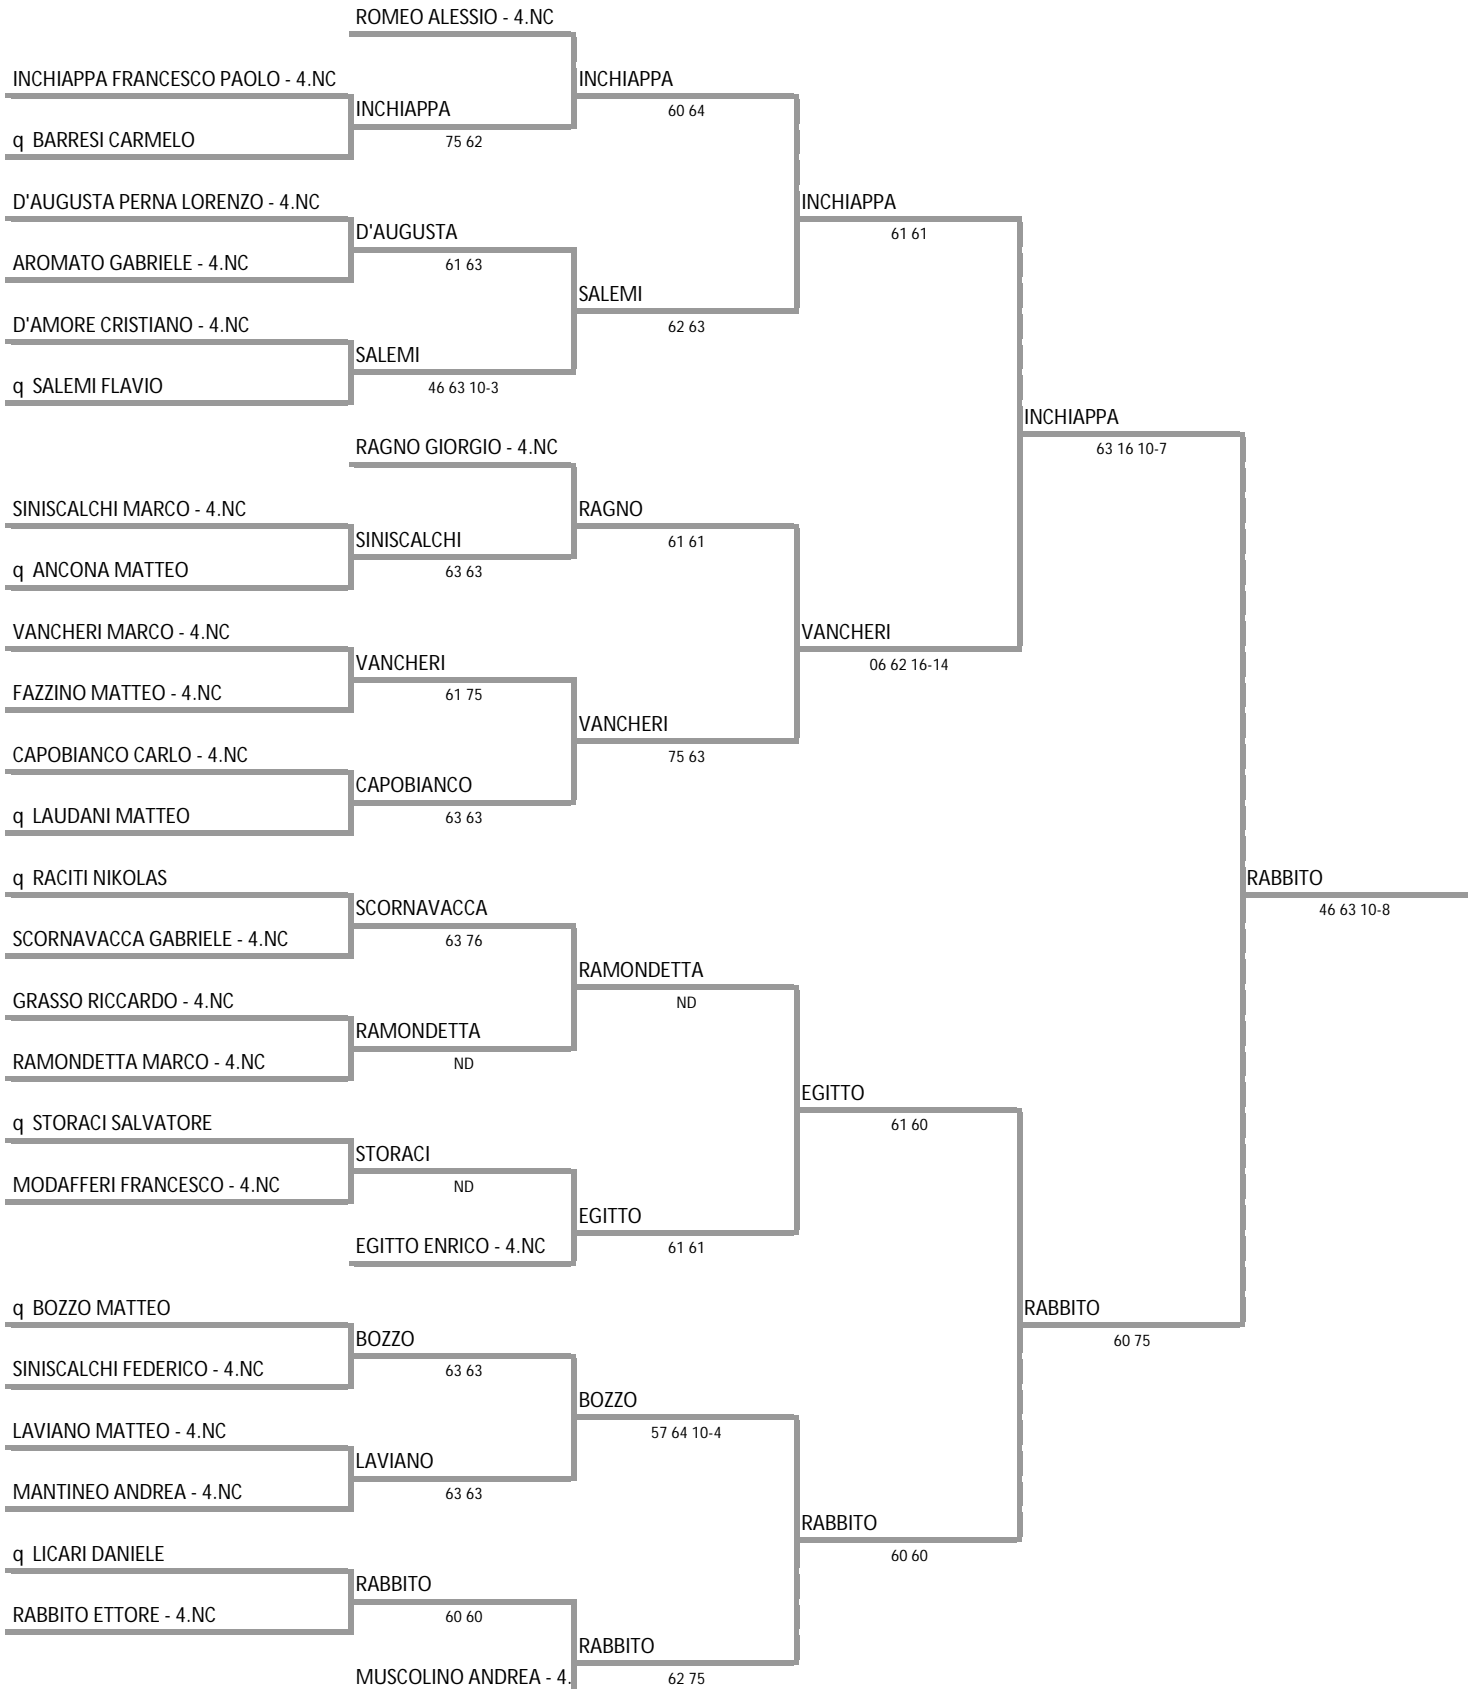 ROMEO ALESSIO - 4.NC
INCHIAPPA FRANCESCO PAOLO - 4.NC
INCHIAPPA
INCHIAPPA
60 64
q BARRESI CARMELO
75 62
D'AUGUSTA PERNA LORENZO - 4.NC
INCHIAPPA
D'AUGUSTA
61 61
AROMATO GABRIELE - 4.NC
61 63
SALEMI
D'AMORE CRISTIANO - 4.NC
62 63
SALEMI
q SALEMI FLAVIO
46 63 10-3
INCHIAPPA
RAGNO GIORGIO - 4.NC
63 16 10-7
SINISCALCHI MARCO - 4.NC
RAGNO
SINISCALCHI
61 61
q ANCONA MATTEO
63 63
VANCHERI MARCO - 4.NC
VANCHERI
VANCHERI
06 62 16-14
FAZZINO MATTEO - 4.NC
61 75
VANCHERI
CAPOBIANCO CARLO - 4.NC
75 63
CAPOBIANCO
q LAUDANI MATTEO
63 63
q RACITI NIKOLAS
RABBITO
SCORNAVACCA
46 63 10-8
SCORNAVACCA GABRIELE - 4.NC
63 76
RAMONDETTA
GRASSO RICCARDO - 4.NC
ND
RAMONDETTA
RAMONDETTA MARCO - 4.NC
ND
EGITTO
q STORACI SALVATORE
61 60
STORACI
MODAFFERI FRANCESCO - 4.NC
ND
EGITTO
EGITTO ENRICO - 4.NC
61 61
q BOZZO MATTEO
RABBITO
BOZZO
60 75
SINISCALCHI FEDERICO - 4.NC
63 63
BOZZO
LAVIANO MATTEO - 4.NC
57 64 10-4
LAVIANO
MANTINEO ANDREA - 4.NC
63 63
RABBITO
q LICARI DANIELE
60 60
RABBITO
RABBITO ETTORE - 4.NC
60 60
RABBITO
MUSCOLINO ANDREA - 4.
62 75